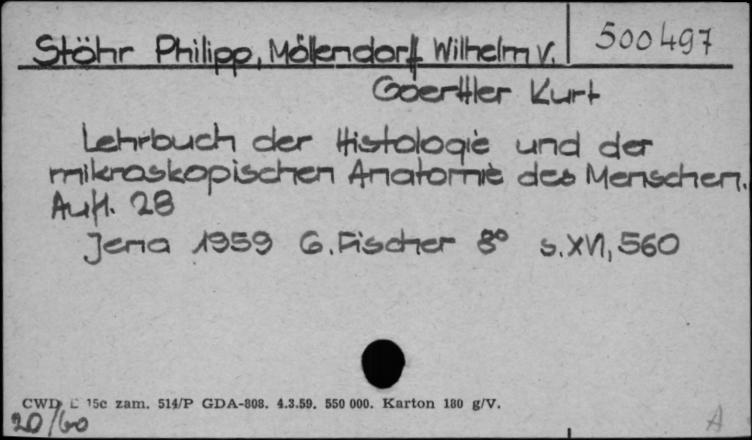 Stöhr Philipp, Möllendorf Wilhelm v. 500497
Goerttler Kurt
Lehrbuch der Histologie und der
mikroskopischen Anatomie des Menschen.
Aufl. 28
Jena 1959 G. Fischer 8° s. XVI, 560
CWD 15c zam. 514/P GDA-808. 4.3.59. 550 000. Karton 180 g/V.
20/60 A